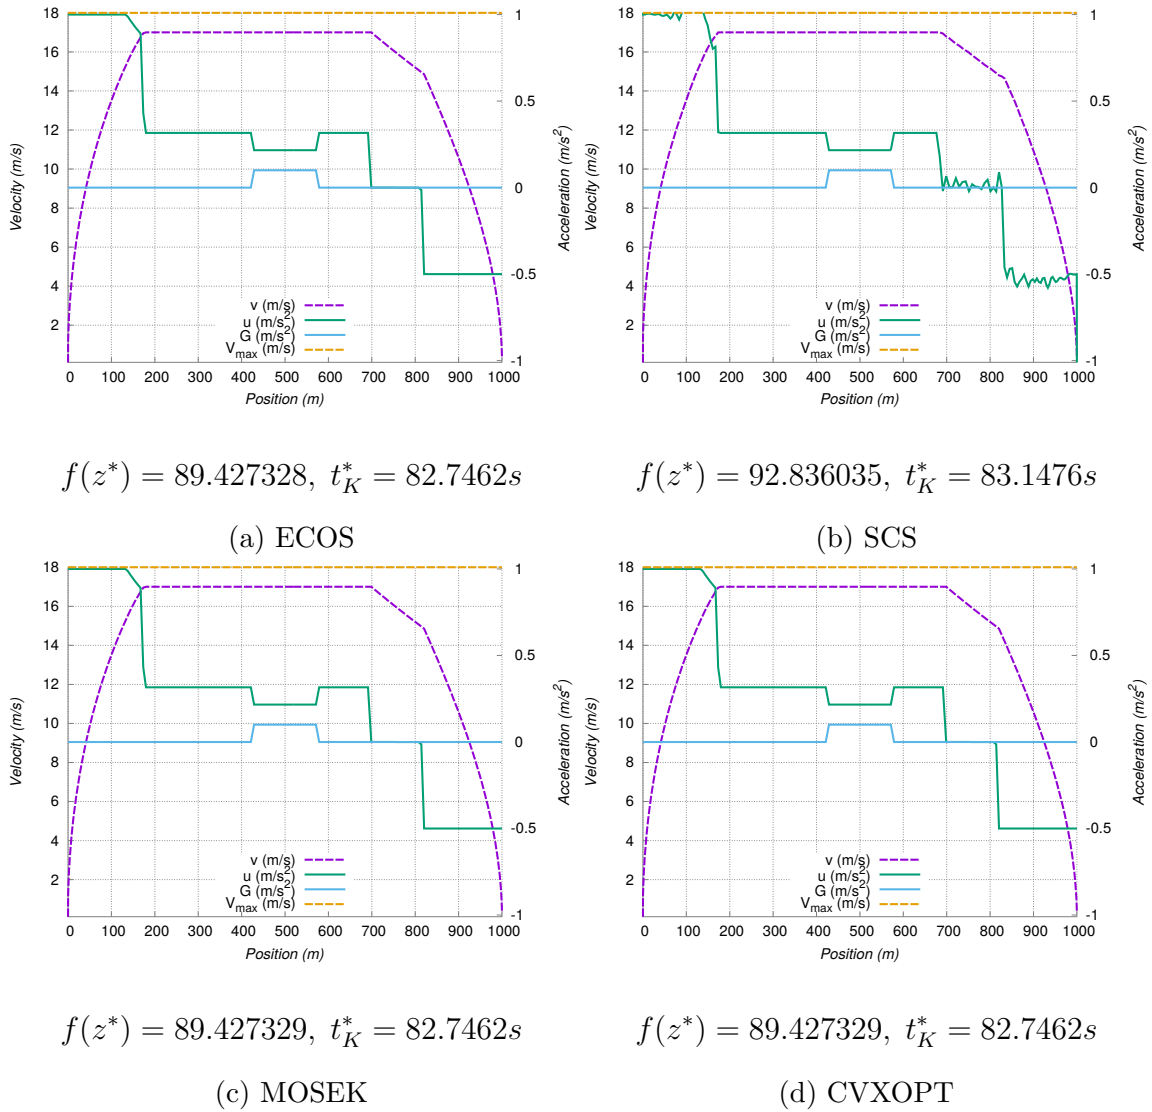 18
16
14
12
10
8
6
4
2
Velocity (m/s)
1
0.5
0
-0.5
-1
Acceleration (m/s²)
v (m/s)
u (m/s²)
G (m/s²)
V_max (m/s)
0 100 200 300 400 500 600 700 800 900 1000
Position (m)
f(z*) = 89.427328, t*_K = 82.7462s
(a) ECOS
18
16
14
12
10
8
6
4
2
Velocity (m/s)
1
0.5
0
-0.5
-1
Acceleration (m/s²)
v (m/s)
u (m/s²)
G (m/s²)
V_max (m/s)
0 100 200 300 400 500 600 700 800 900 1000
Position (m)
f(z*) = 92.836035, t*_K = 83.1476s
(b) SCS
18
16
14
12
10
8
6
4
2
Velocity (m/s)
1
0.5
0
-0.5
-1
Acceleration (m/s²)
v (m/s)
u (m/s²)
G (m/s²)
V_max (m/s)
0 100 200 300 400 500 600 700 800 900 1000
Position (m)
f(z*) = 89.427329, t*_K = 82.7462s
(c) MOSEK
18
16
14
12
10
8
6
4
2
Velocity (m/s)
1
0.5
0
-0.5
-1
Acceleration (m/s²)
v (m/s)
u (m/s²)
G (m/s²)
V_max (m/s)
0 100 200 300 400 500 600 700 800 900 1000
Position (m)
f(z*) = 89.427329, t*_K = 82.7462s
(d) CVXOPT